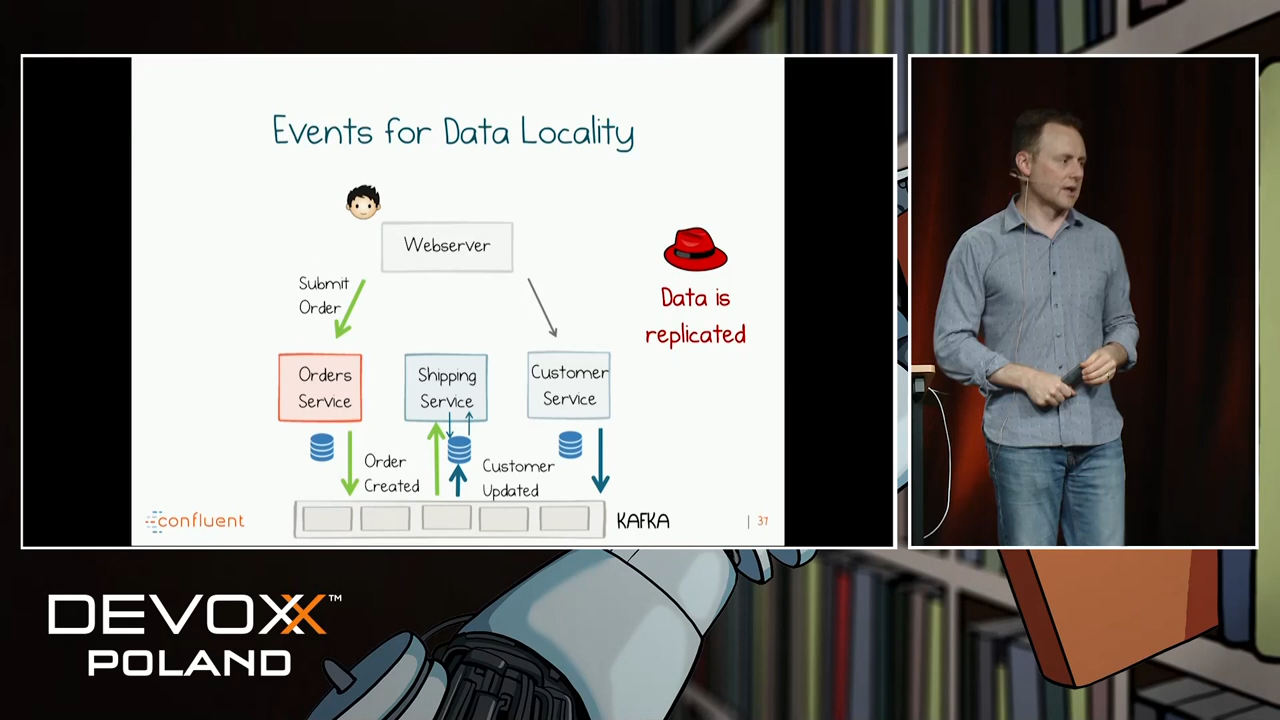 Events for Data Locality
Webserver
Submit
Order
Data is
replicated
Orders
Service
Shipping
Service
Customer
Service
Order
Created
Customer
Updated
confluent
KAFKA
| 37
DEVOXX™
POLAND